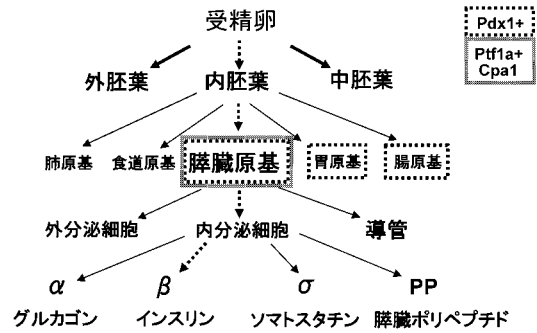 受精卵
Pdx1+
Ptf1a+
Cpa1
外胚葉 内胚葉 中胚葉
肺原基 食道原基 膵臓原基 胃原基 腸原基
外分泌細胞 内分泌細胞 導管
α β σ PP
グルカゴン インスリン ソマトスタチン 膵臓ポリペプチド